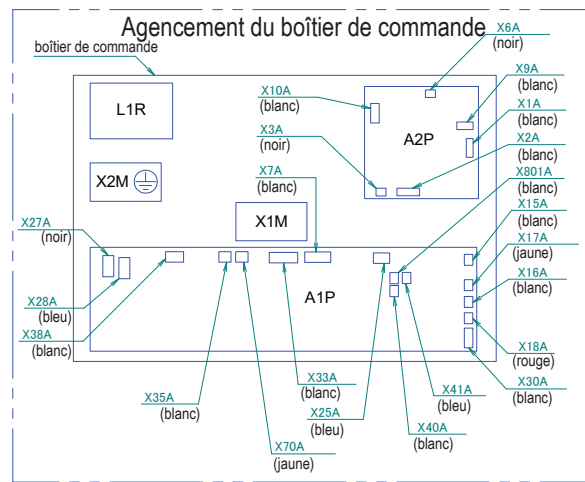 Agencement du boîtier de commande
boîtier de commande
X6A
(noir)
X9A
(blanc)
X10A
(blanc)
X1A
(blanc)
L1R
A2P
X3A
(noir)
X2A
(blanc)
X7A
(blanc)
X801A
(blanc)
X2M
X15A
(blanc)
X27A
(noir)
X1M
X17A
(jaune)
X16A
(blanc)
X28A
(bleu)
A1P
X38A
(blanc)
X18A
(rouge)
X33A
(blanc)
X30A
(blanc)
X35A
(blanc)
X41A
(bleu)
X25A
(bleu)
X40A
(blanc)
X70A
(jaune)